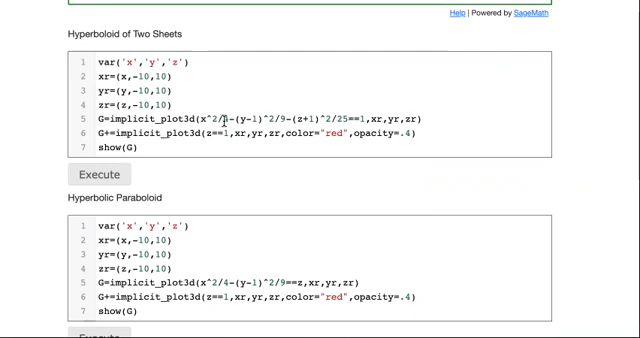 Help | Powered by SageMath
Hyperboloid of Two Sheets
1 var('x','y','z')
2 xr=(x,-10,10)
3 yr=(y,-10,10)
4 zr=(z,-10,10)
5 G=implicit_plot3d(x^2/4-(y-1)^2/9-(z+1)^2/25==1,xr,yr,zr)
6 G+=implicit_plot3d(z==1,xr,yr,zr,color="red",opacity=.4)
7 show(G)
Execute
Hyperbolic Paraboloid
1 var('x','y','z')
2 xr=(x,-10,10)
3 yr=(y,-10,10)
4 zr=(z,-10,10)
5 G=implicit_plot3d(x^2/4-(y-1)^2/9==z,xr,yr,zr)
6 G+=implicit_plot3d(z==1,xr,yr,zr,color="red",opacity=.4)
7 show(G)
Execute